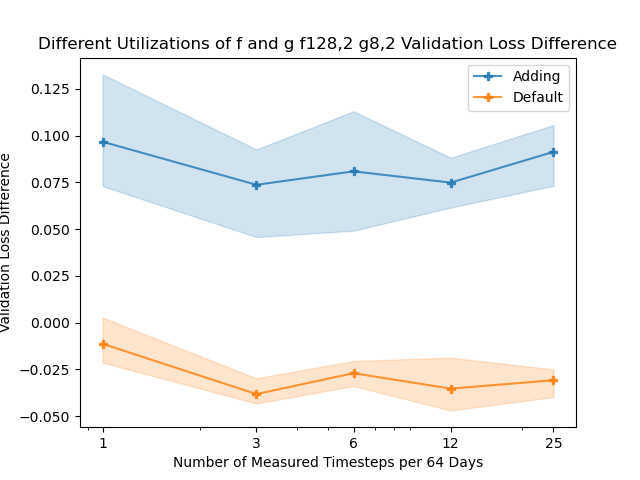 Different Utilizations of f and g f128,2 g8,2 Validation Loss Difference
Adding
Default
0.125
0.100
0.075
0.050
0.025
0.000
−0.025
−0.050
Validation Loss Difference
1
3
6
12
25
Number of Measured Timesteps per 64 Days